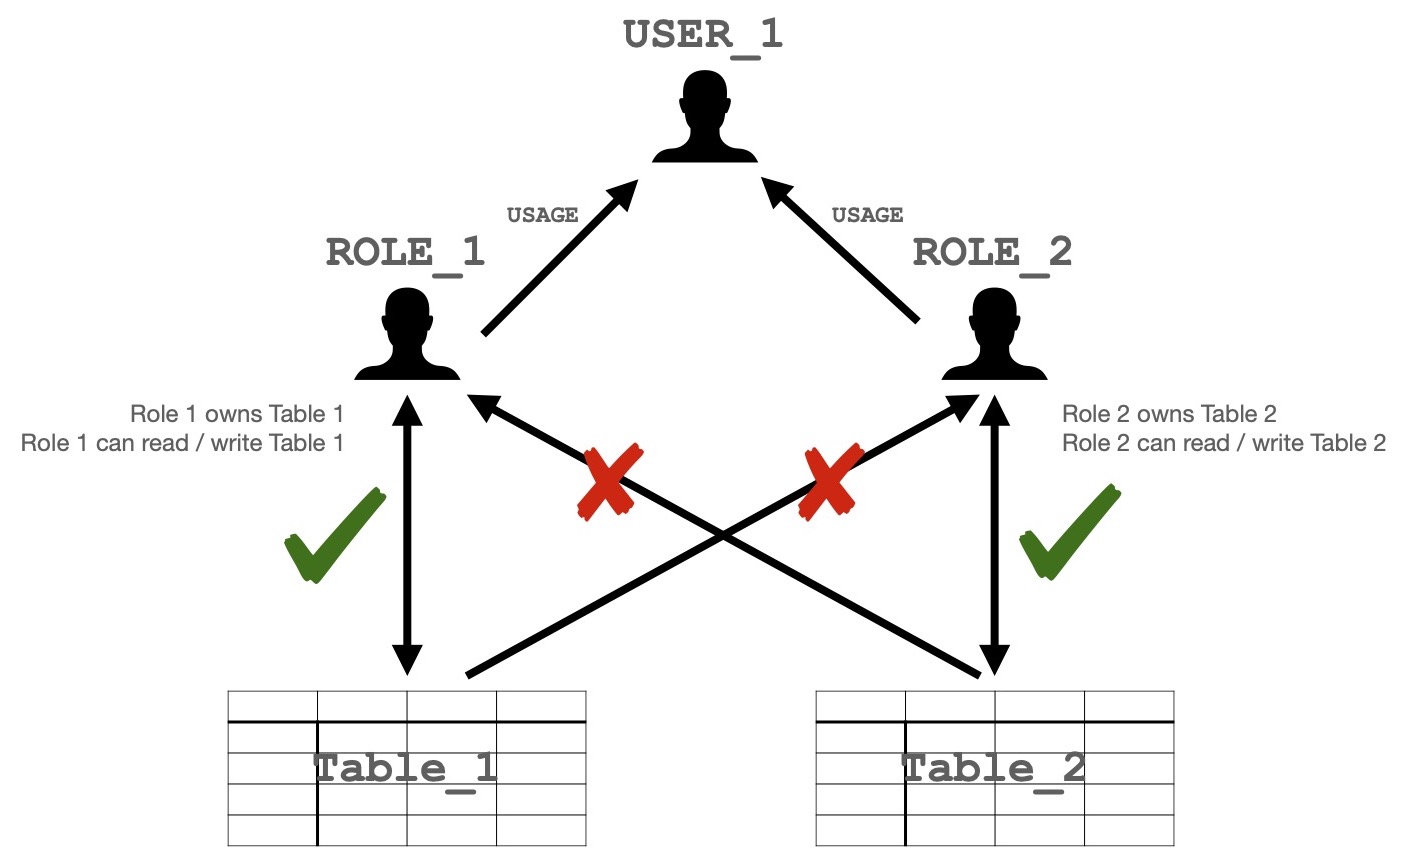 USER_1
USAGE
USAGE
ROLE_1
ROLE_2
Role 1 owns Table 1
Role 1 can read / write Table 1
Role 2 owns Table 2
Role 2 can read / write Table 2
Table_1
Table_2